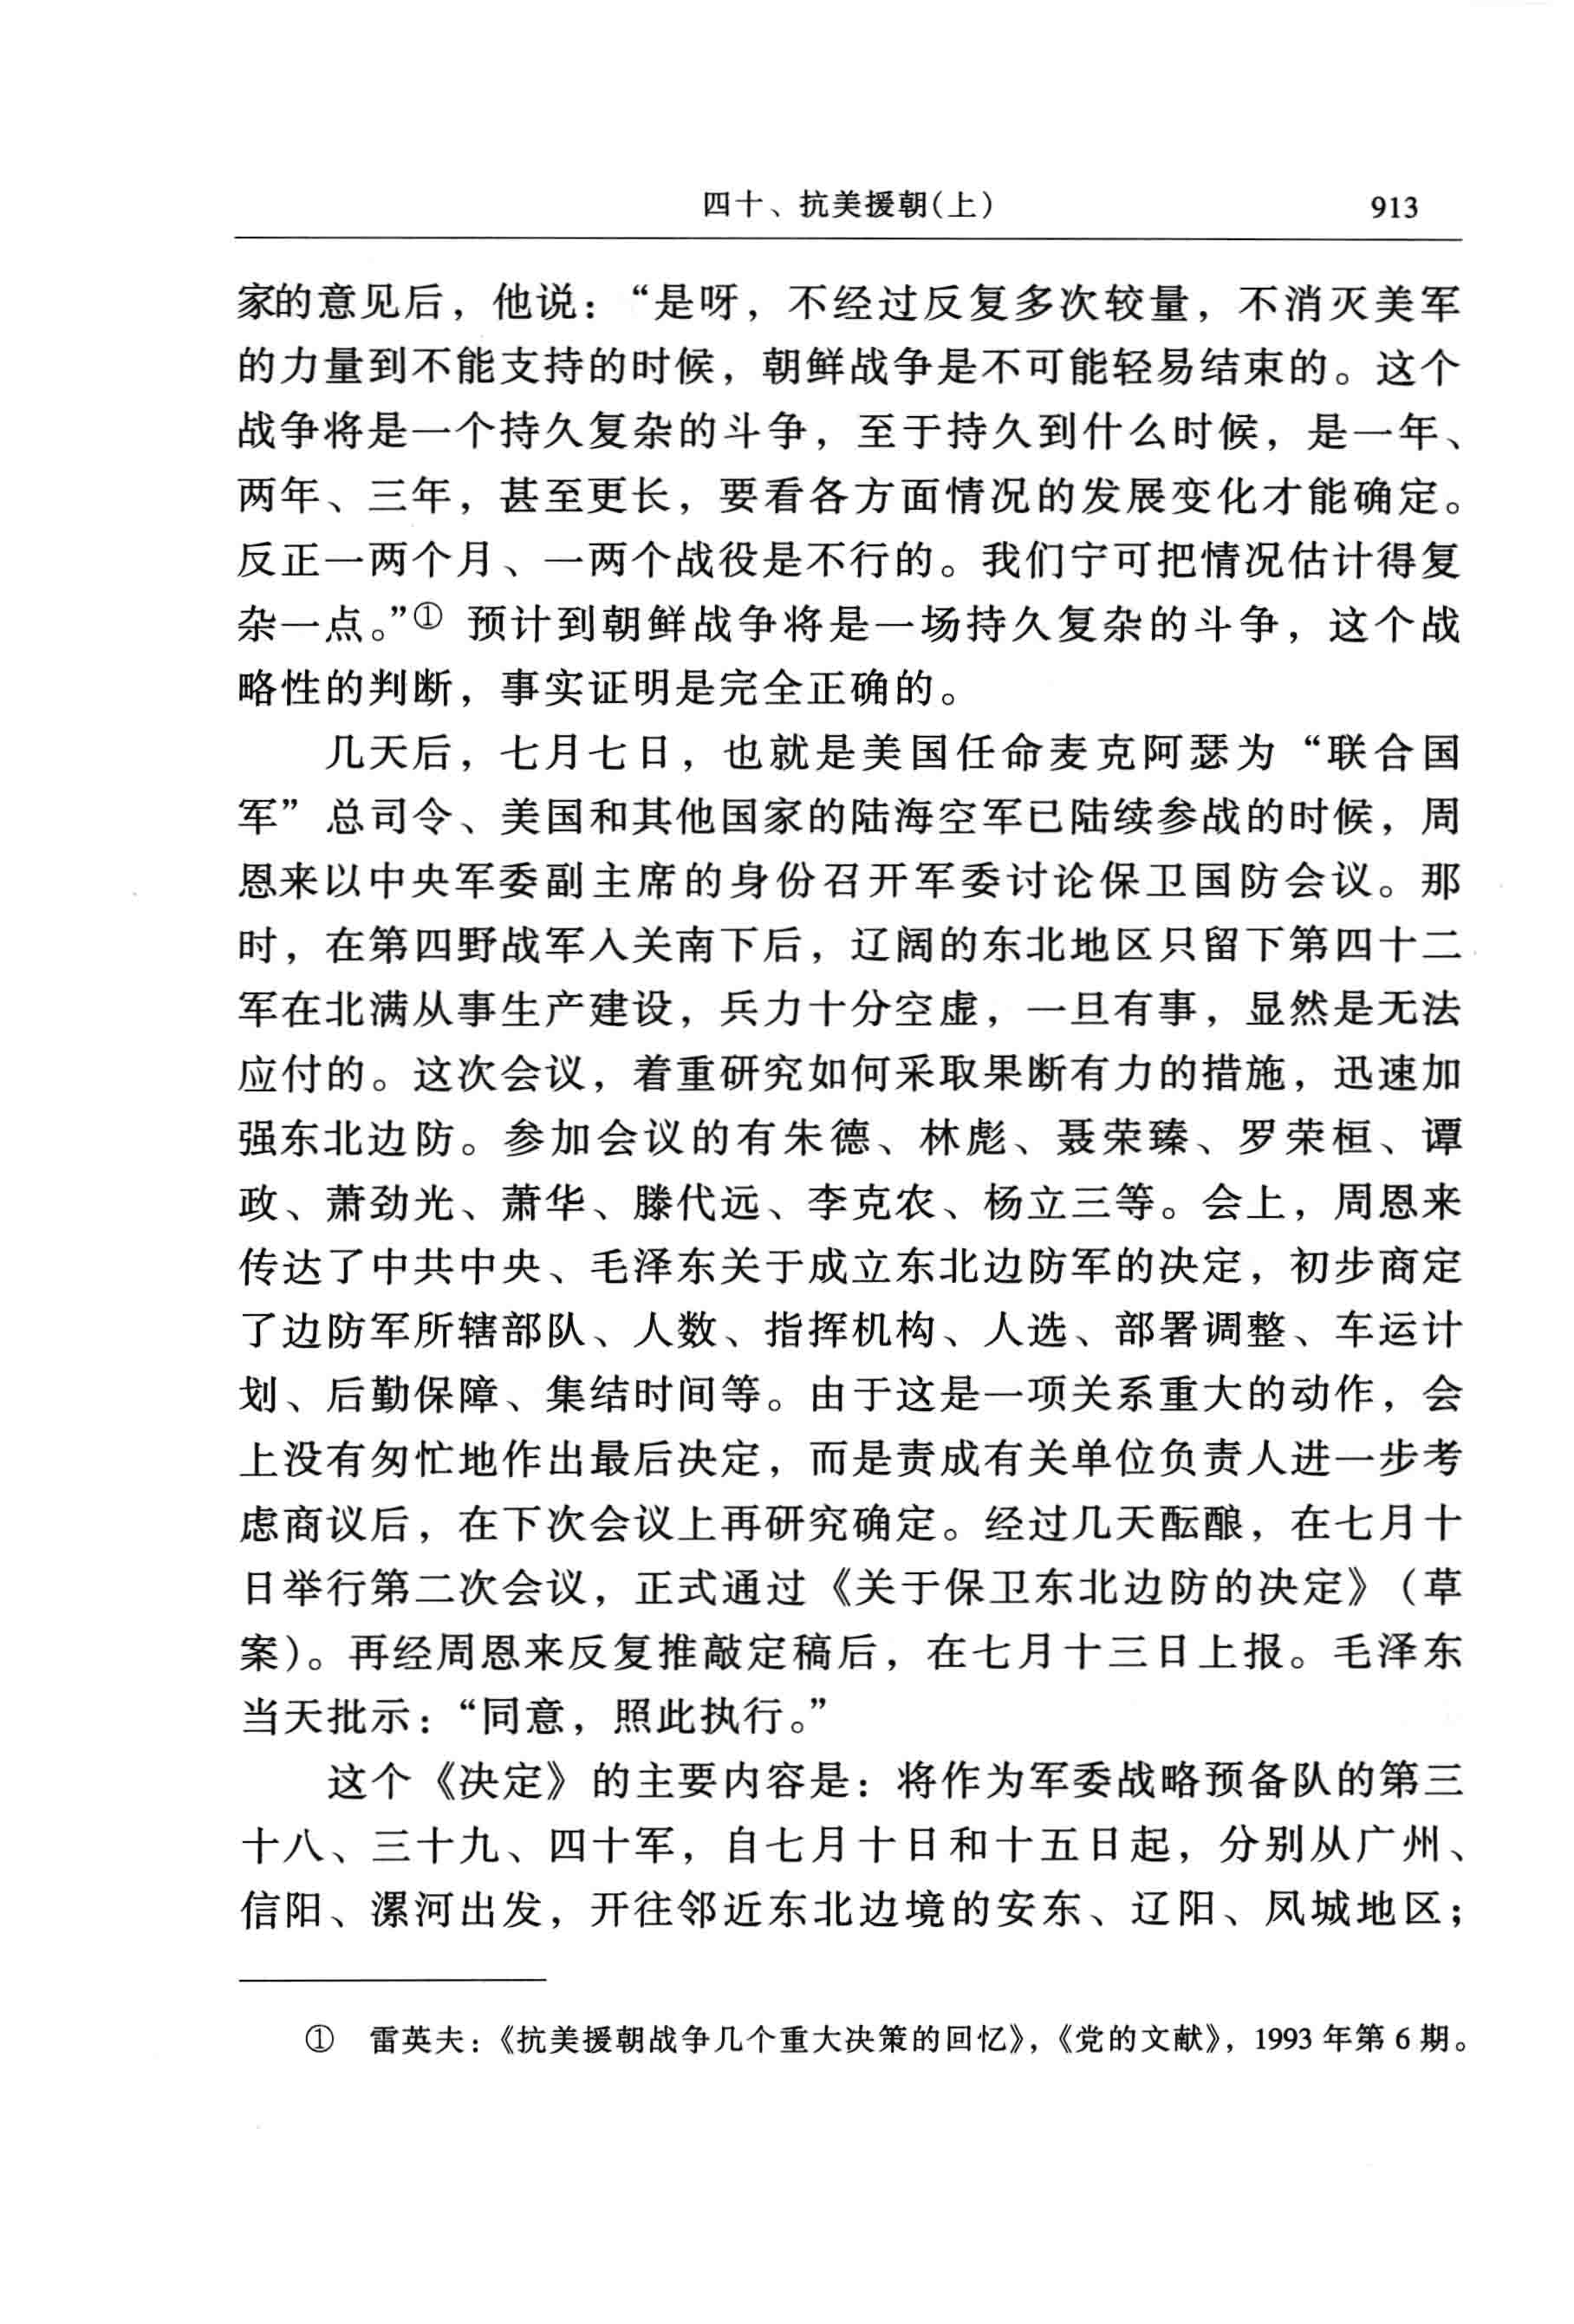 四十、抗美援朝(上) 913
家的意见后，他说：“是呀，不经过反复多次较量，不消灭美军
的力量到不能支持的时候，朝鲜战争是不可能轻易结束的。这个
战争将是一个持久复杂的斗争，至于持久到什么时候，是一年、
两年、三年，甚至更长，要看各方面情况的发展变化才能确定。
反正一两个月、一两个战役是不行的。我们宁可把情况估计得复
杂一点。”① 预计到朝鲜战争将是一场持久复杂的斗争，这个战
略性的判断，事实证明是完全正确的。
几天后，七月七日，也就是美国任命麦克阿瑟为“联合国
军”总司令、美国和其他国家的陆海空军已陆续参战的时候，周
恩来以中央军委副主席的身份召开军委讨论保卫国防会议。那
时，在第四野战军入关南下后，辽阔的东北地区只留下第四十二
军在北满从事生产建设，兵力十分空虚，一旦有事，显然是无法
应付的。这次会议，着重研究如何采取果断有力的措施，迅速加
强东北边防。参加会议的有朱德、林彪、聂荣臻、罗荣桓、谭
政、萧劲光、萧华、滕代远、李克农、杨立三等。会上，周恩来
传达了中共中央、毛泽东关于成立东北边防军的决定，初步商定
了边防军所辖部队、人数、指挥机构、人选、部署调整、车运计
划、后勤保障、集结时间等。由于这是一项关系重大的动作，会
上没有匆忙地作出最后决定，而是责成有关单位负责人进一步考
虑商议后，在下次会议上再研究确定。经过几天酝酿，在七月十
日举行第二次会议，正式通过《关于保卫东北边防的决定》（草
案）。再经周恩来反复推敲定稿后，在七月十三日上报。毛泽东
当天批示：“同意，照此执行。”
这个《决定》的主要内容是：将作为军委战略预备队的第三
十八、三十九、四十军，自七月十日和十五日起，分别从广州、
信阳、漯河出发，开往邻近东北边境的安东、辽阳、凤城地区；
① 雷英夫：《抗美援朝战争几个重大决策的回忆》，《党的文献》，1993 年第 6 期。